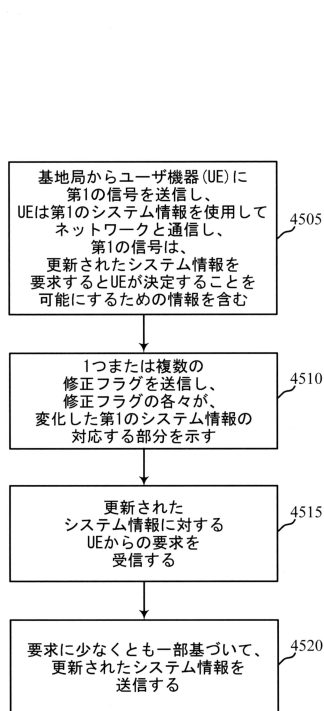 基地局からユーザ機器(UE)に
第1の信号を送信し、
UEは第1のシステム情報を使用して
ネットワークと通信し、
第1の信号は、
更新されたシステム情報を
要求するとUEが決定することを
可能にするための情報を含む
4505
1つまたは複数の
修正フラグを送信し、
修正フラグの各々が、
変化した第1のシステム情報の
対応する部分を示す
4510
更新された
システム情報に対する
UEからの要求を
受信する
4515
要求に少なくとも一部基づいて、
更新されたシステム情報を
送信する
4520